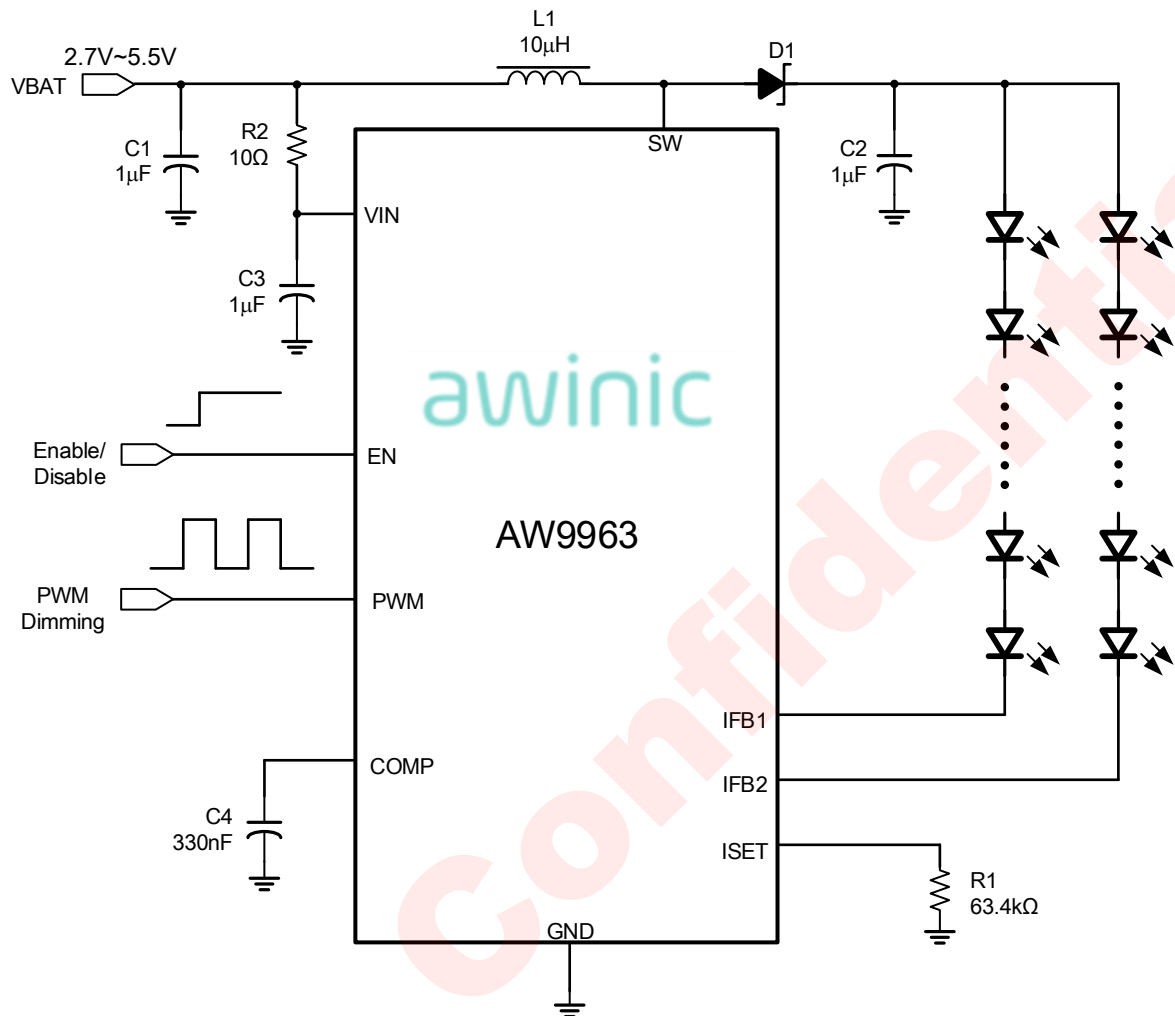 L1
10μH
D1
2.7V~5.5V
VBAT
SW
R2
10Ω
C1
1μF
C2
1μF
VIN
C3
1μF
awinic
Enable/
Disable
EN
AW9963
PWM
Dimming
PWM
IFB1
COMP
IFB2
C4
330nF
ISET
R1
63.4kΩ
GND
Confidentia